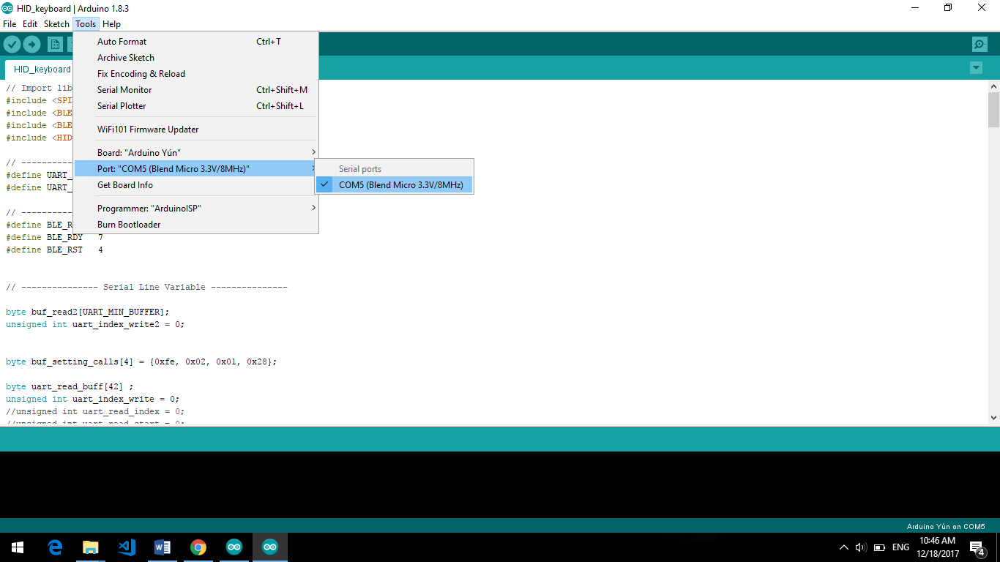 HID_keyboard | Arduino 1.8.3
File Edit Sketch Tools Help
HID_keyboard
Auto Format Ctrl+T
Archive Sketch
Fix Encoding & Reload
Serial Monitor Ctrl+Shift+M
Serial Plotter Ctrl+Shift+L
WiFi101 Firmware Updater
Board: "Arduino Yún"
Port: "COM5 (Blend Micro 3.3V/8MHz)"
Get Board Info
Programmer: "ArduinoISP"
Burn Bootloader
Serial ports
COM5 (Blend Micro 3.3V/8MHz)
// Import lib
#include <SPI
#include <BLE
#include <BLE
#include <HID
// -----------
#define UART_
#define UART_
// -----------
#define BLE_R
#define BLE_RDY 7
#define BLE_RST 4
// --------------- Serial Line Variable ---------------
byte buf_read2[UART_MIN_BUFFER];
unsigned int uart_index_write2 = 0;
byte buf_setting_calls[4] = {0xfe, 0x02, 0x01, 0x28};
byte uart_read_buff[42] ;
unsigned int uart_index_write = 0;
//unsigned int uart_read_index = 0;
//unsigned int uart_read_start = 0;
Arduino Yún on COM5
ENG
10:46 AM
12/18/2017
4